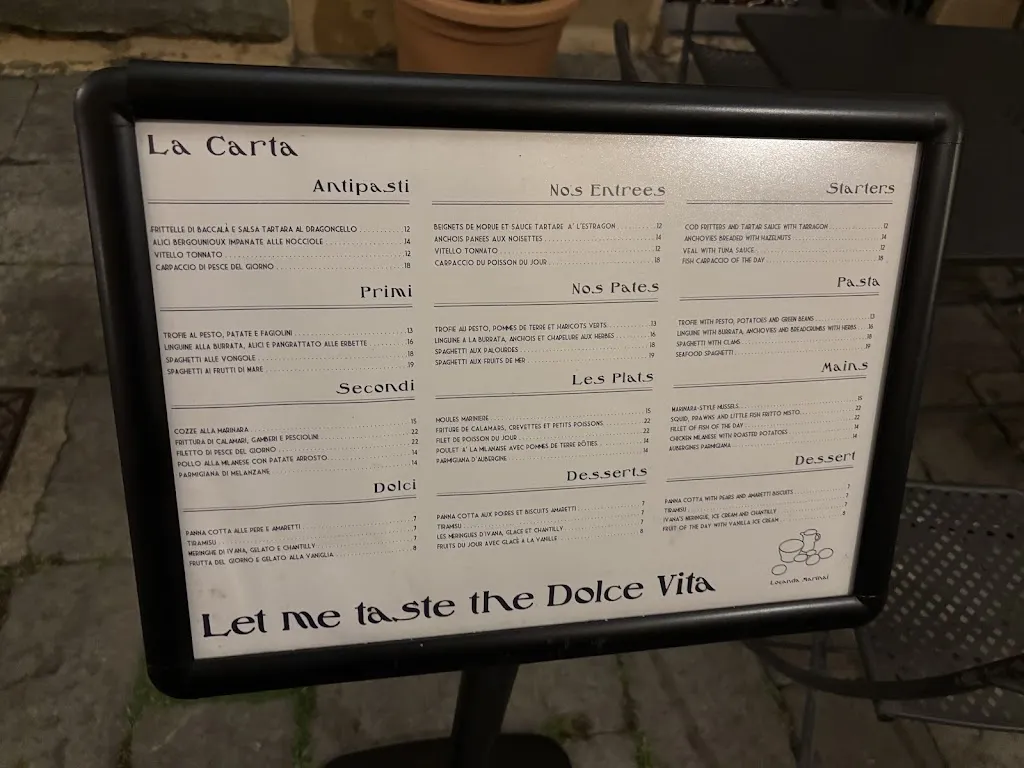 La Carta
Antipasti
FRITTELLE DI BACCALÀ E SALSA TARTARA AL DRAGONCELLO 12
ALICI BERGOUNIOUX IMPANATE ALLE NOCCIOLE 14
VITELLO TONNATO 12
CARPACCIO DI PESCE DEL GIORNO 18
Primi
TROFIE AL PESTO, PATATE E FAGIOLINI 13
LINGUINE ALLA BURRATA, ALICI E PANGRATTATO ALLE ERBETTE 16
SPAGHETTI ALLE VONGOLE 18
SPAGHETTI AI FRUTTI DI MARE 19
Secondi
COZZE ALLA MARINARA 15
FRITTURA DI CALAMARI, GAMBERI E PESCIOLINI 22
FILETTO DI PESCE DEL GIORNO 22
POLLO ALLA MILANESE CON PATATE ARROSTO 14
PARMIGIANA DI MELANZANE 14
Dolci
PANNA COTTA ALLE PERE E AMARETTI 7
TIRAMISU 7
MERINGHE DI IVANA, GELATO E CHANTILLY 7
FRUTTA DEL GIORNO E GELATO ALLA VANIGLIA 8
Nos Entrees
BEIGNETS DE MORUE ET SAUCE TARTARE A' L'ESTRAGON 12
ANCHOIS PANEES AUX NOISETTES 14
VITELLO TONNATO 12
CARPACCIO DU POISSON DU JOUR 18
Nos Pates
TROFIE AU PESTO, POMMES DE TERRE ET HARICOTS VERTS 13
LINGUINE A LA BURRATA, ANCHOIS ET CHAPELURE AUX HERBES 16
SPAGHETTI AUX PALOURDES 18
SPAGHETTI AUX FRUITS DE MER 19
Les Plats
MOULES MARINIERE 15
FRITURE DE CALAMARS, CREVETTES ET PETITS POISSONS 22
FILET DE POISSON DU JOUR 22
POULET A' LA MILANAISE AVEC POMMES DE TERRE RÔTIES 14
PARMIGIANA D'AUBERGINE 14
Desserts
PANNA COTTA AUX POIRES ET BISCUITS AMARETTI 7
TIRAMISU 7
LES MERINGUES D'IVANA, GLACE ET CHANTILLY 7
FRUITS DU JOUR AVEC GLACE À LA VANILLE 8
Starters
COD FRITTERS AND TARTAR SAUCE WITH TARRAGON 12
ANCHOVIES BREADED WITH HAZELNUTS 14
VEAL WITH TUNA SAUCE 12
FISH CARPACCIO OF THE DAY 18
Pasta
TROFIE WITH PESTO, POTATOES AND GREEN BEANS 13
LINGUINE WITH BURRATA, ANCHOVIES AND BREADCRUMBS WITH HERBS 16
SPAGHETTI WITH CLAMS 18
SEAFOOD SPAGHETTI 19
Mains
MARINARA-STYLE MUSSELS 15
SQUID, PRAWNS AND LITTLE FISH FRITTO MISTO 22
FILLET OF FISH OF THE DAY 22
CHICKEN MILANESE WITH ROASTED POTATOES 14
AUBERGINES PARMIGIANA 14
Dessert
PANNA COTTA WITH PEARS AND AMARETTI BISCUITS 7
TIRAMISU 7
IVANA'S MERINGUE, ICE CREAM AND CHANTILLY 7
FRUIT OF THE DAY WITH VANILLA ICE CREAM 8
Locanda Marinai
Let me taste the Dolce Vita